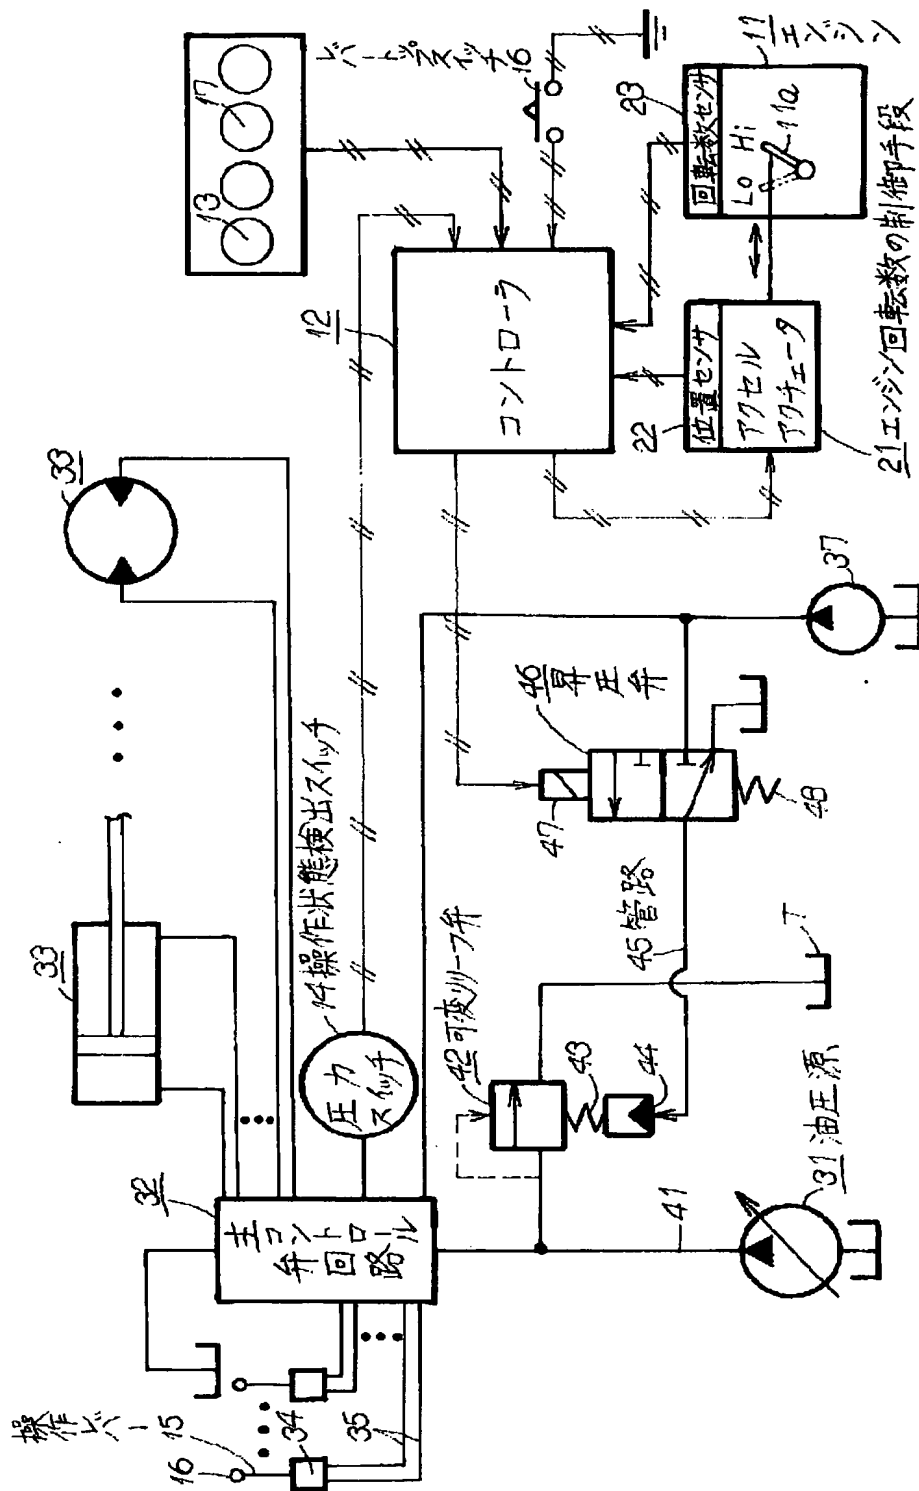 操作レバー
15
16
34
35
32
主コントロール
弁回路
33
33
圧力
スイッチ
14操作状態検出スイッチ
13
17
レバートップスイッチ
16
12
コントローラ
23
回転数センサ
11エンジン
Lo
Hi
11a
22
位置センサ
アクセル
アクチュエータ
21エンジン回転数の制御手段
46昇圧弁
47
48
37
45管路
42可変リリーフ弁
43
44
T
41
31油圧源